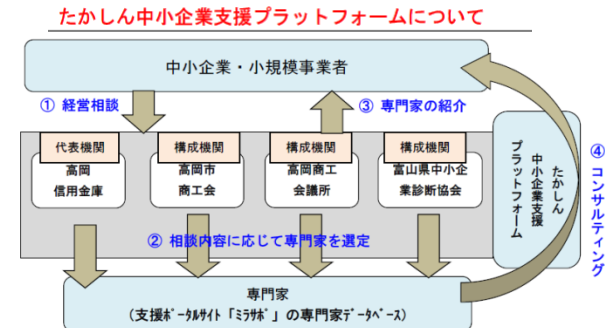 たかしん中小企業支援プラットフォームについて
中小企業・小規模事業者
① 経営相談
③ 専門家の紹介
代表機関
高岡
信用金庫
構成機関
高岡市
商工会
構成機関
高岡商工
会議所
構成機関
富山県中小企
業診断協会
たかしん
中小企業支援
プラットフォーム
④ コンサルティング
② 相談内容に応じて専門家を選定
専門家
(支援ﾎﾟｰﾀﾙｻｲﾄ「ﾐﾗｻﾎﾟ」の専門家ﾃﾞｰﾀﾍﾞｰｽ)